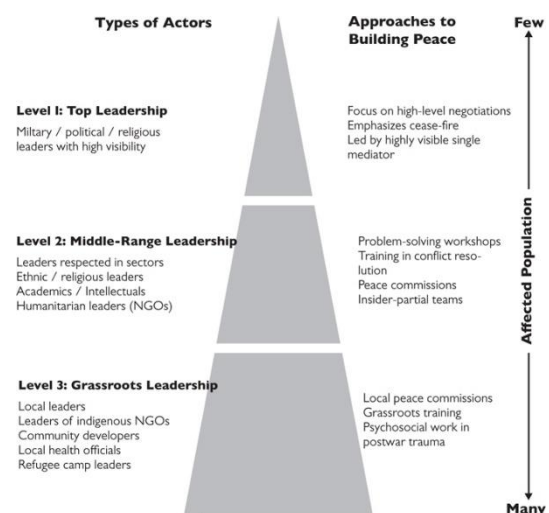 Types of Actors
Approaches to
Building Peace
Few
Level 1: Top Leadership
Miltary / political / religious
leaders with high visibility
Focus on high-level negotiations
Emphasizes cease-fire
Led by highly visible single
mediator
Level 2: Middle-Range Leadership
Leaders respected in sectors
Ethnic / religious leaders
Academics / Intellectuals
Humanitarian leaders (NGOs)
Problem-solving workshops
Training in conflict reso-
lution
Peace commissions
Insider-partial teams
Affected Population
Level 3: Grassroots Leadership
Local leaders
Leaders of indigenous NGOs
Community developers
Local health officials
Refugee camp leaders
Local peace commissions
Grassroots training
Psychosocial work in
postwar trauma
Many